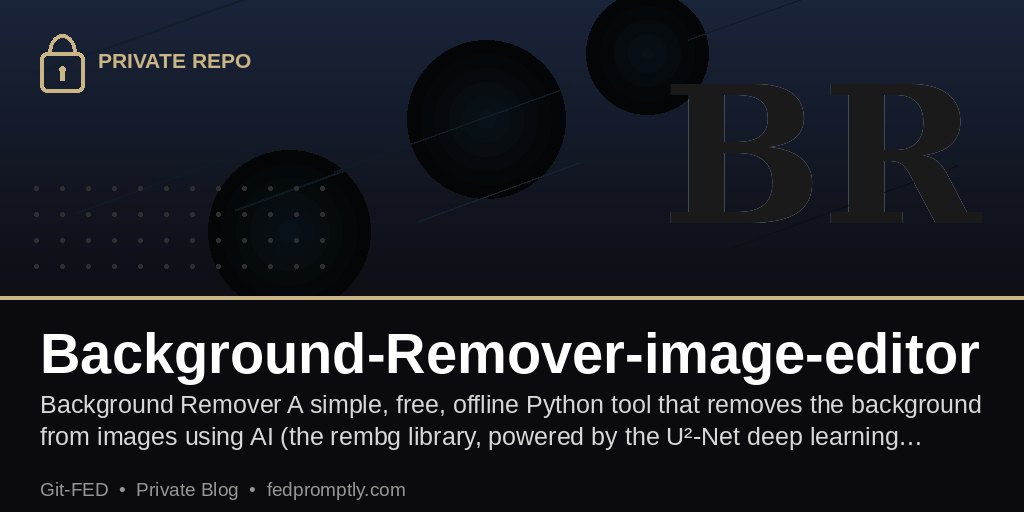 PRIVATE REPO
BR
Background-Remover-image-editor
Background Remover A simple, free, offline Python tool that removes the background
from images using AI (the rembg library, powered by the U²-Net deep learning…
Git-FED • Private Blog • fedpromptly.com